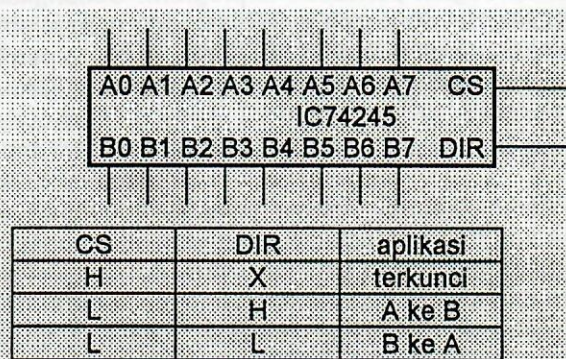 A0 A1 A2 A3 A4 A5 A6 A7 CS
IC74245
B0 B1 B2 B3 B4 B5 B6 B7 DIR
CS DIR aplikasi
H X terkunci
L H A ke B
L L B ke A